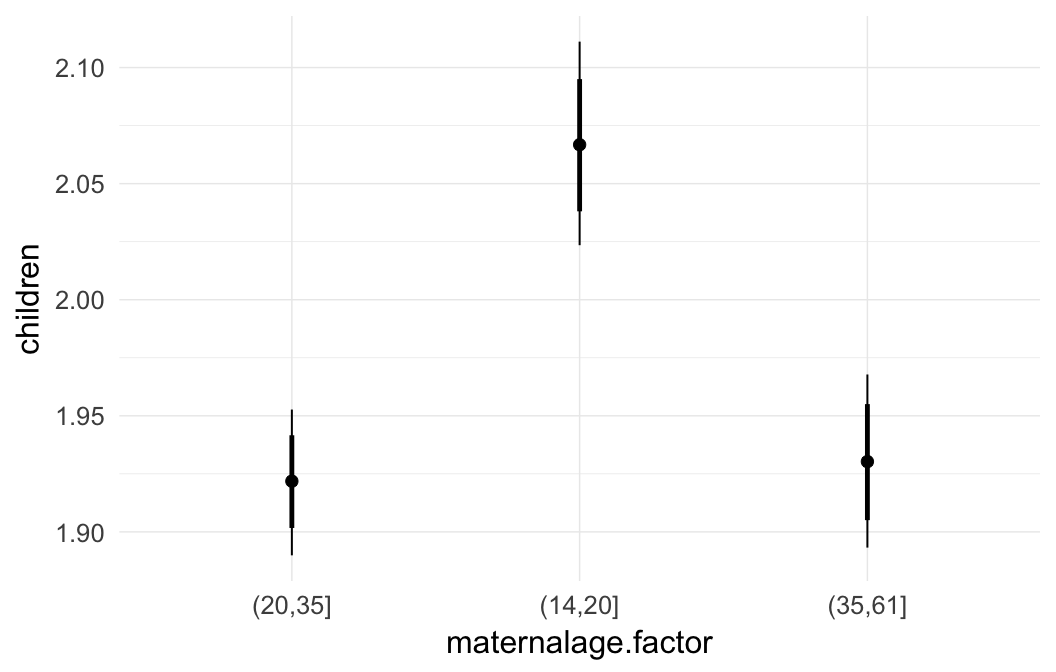 2.10
2.05
2.00
1.95
1.90
children
(20,35] (14,20] (35,61]
maternalage.factor